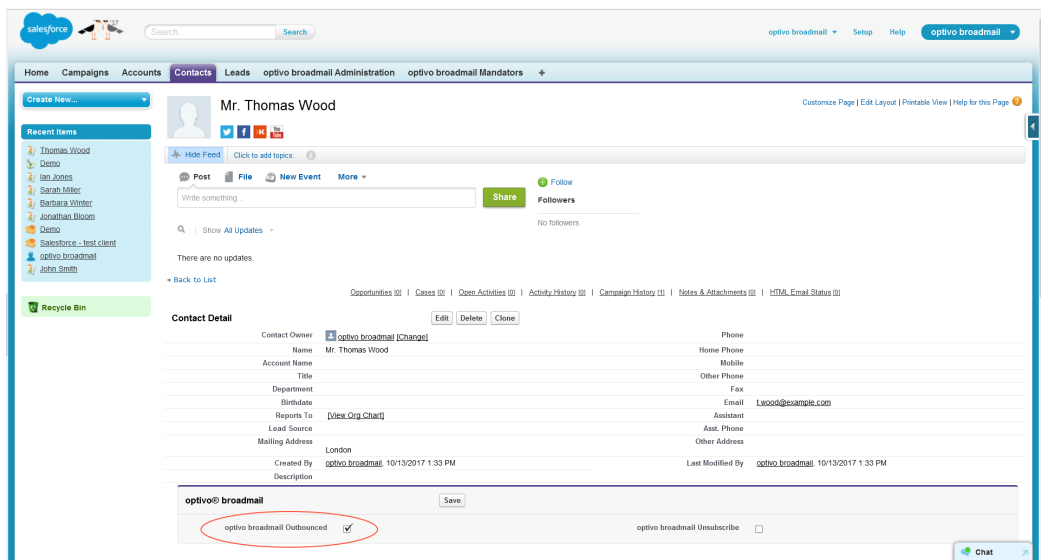 salesforce
'17
Search...
Search
optivo broadmail
Setup
Help
optivo broadmail
Home
Campaigns
Accounts
Contacts
Leads
optivo broadmail Administration
optivo broadmail Mandators
+
Create New...
Recent Items
Thomas Wood
Demo
Ian Jones
Sarah Miller
Barbara Winter
Jonathan Bloom
Demo
Salesforce - test client
optivo broadmail
John Smith
Recycle Bin
Mr. Thomas Wood
Customize Page | Edit Layout | Printable View | Help for this Page
You Tube
Hide Feed
Click to add topics:
Post
File
New Event
More
Write something...
Share
Follow
Followers
No followers.
Show All Updates
There are no updates.
« Back to List
Opportunities [0] | Cases [0] | Open Activities [0] | Activity History [0] | Campaign History [1] | Notes & Attachments [0] | HTML Email Status [0]
Contact Detail
Edit
Delete
Clone
Contact Owner optivo broadmail [Change]
Phone
Name Mr. Thomas Wood
Home Phone
Account Name
Mobile
Title
Other Phone
Department
Fax
Birthdate
Email t.wood@example.com
Reports To [View Org Chart]
Assistant
Lead Source
Asst. Phone
Mailing Address
London
Other Address
Created By optivo broadmail, 10/13/2017 1:33 PM
Last Modified By optivo broadmail, 10/13/2017 1:33 PM
Description
optivo® broadmail
Save
optivo broadmail Outbounced
optivo broadmail Unsubscribe
Chat